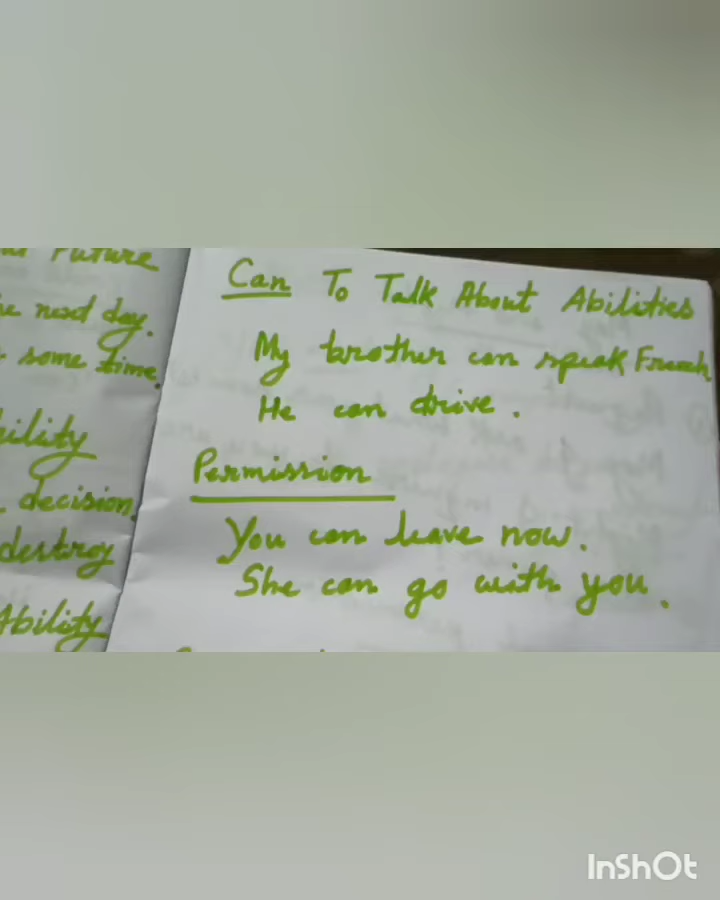 Future
next day.
some time.
decision.
destroy
Ability
Can To Talk About Abilities
My brother can speak French
He can drive.
Permission
You can leave now.
She can go with you.
InShOt